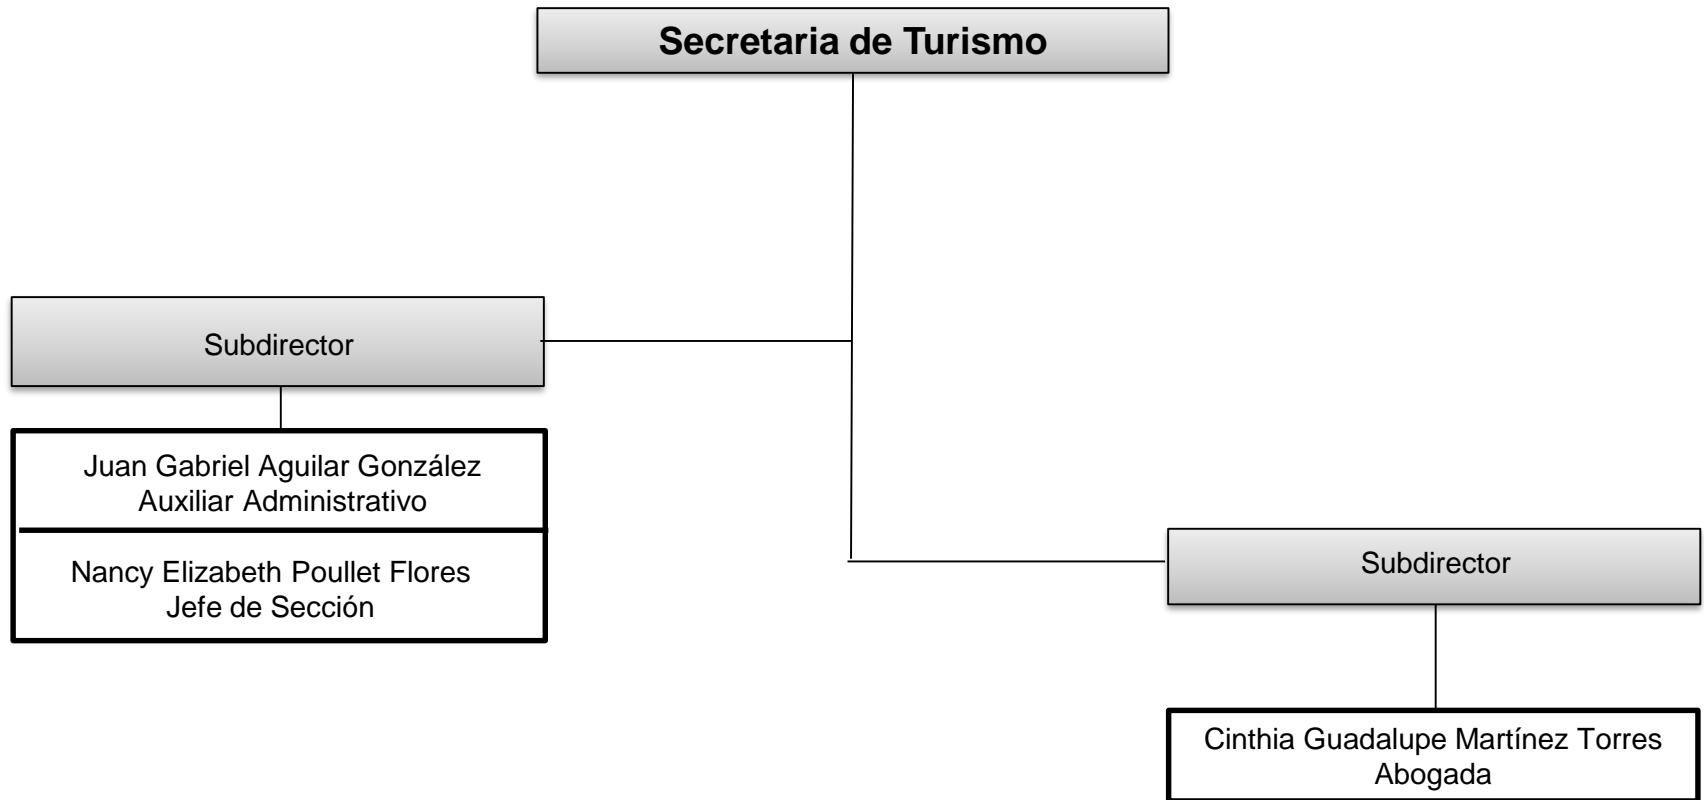 Secretaria de Turismo
Subdirector
Juan Gabriel Aguilar González
Auxiliar Administrativo
Nancy Elizabeth Poullet Flores
Jefe de Sección
Subdirector
Cinthia Guadalupe Martínez Torres
Abogada